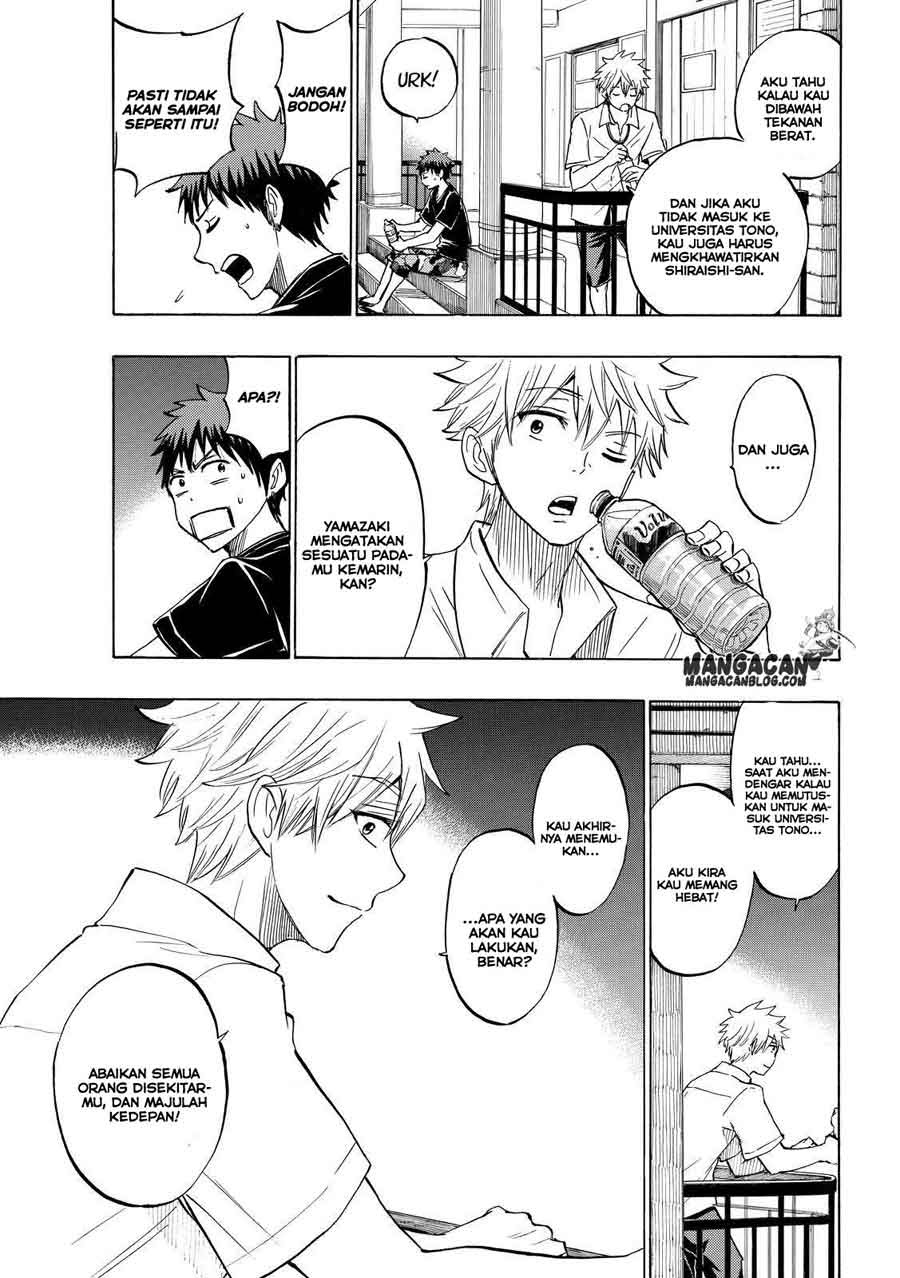 AKU TAHU
KALAU KAU
DIBAWAH
TEKANAN
BERAT.
DAN JIKA AKU
TIDAK MASUK KE
UNIVERSITAS TONO,
KAU JUGA HARUS
MENGKHAWATIRKAN
SHIRAISHI-SAN.
URK!
JANGAN
BODOH!
PASTI TIDAK
AKAN SAMPAI
SEPERTI ITU!
DAN JUGA
...
VOLV
YAMAZAKI
MENGATAKAN
SESUATU PADA-
MU KEMARIN,
KAN?
APA?!
MANGACAN
MANGACANBLOG.COM
KAU TAHU...
SAAT AKU MEN-
DENGAR KALAU
KAU MEMUTUS-
KAN UNTUK MA-
SUK UNIVERSI-
TAS TONO...
AKU KIRA
KAU MEMANG
HEBAT!
KAU AKHIR-
NYA MENEMU-
KAN...
...APA YANG
AKAN KAU
LAKUKAN,
BENAR?
ABAIKAN SEMUA
ORANG DISEKITAR-
MU, DAN MAJULAH
KEDEPAN!